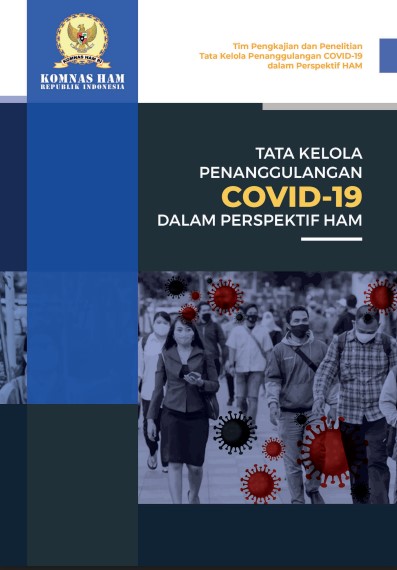 KOMNAS HAM RI
KOMNAS HAM
REPUBLIK INDONESIA
Tim Pengkajian dan Penelitian
Tata Kelola Penanggulangan COVID-19
dalam Perspektif HAM
TATA KELOLA
PENANGGULANGAN
COVID-19
DALAM PERSPEKTIF HAM